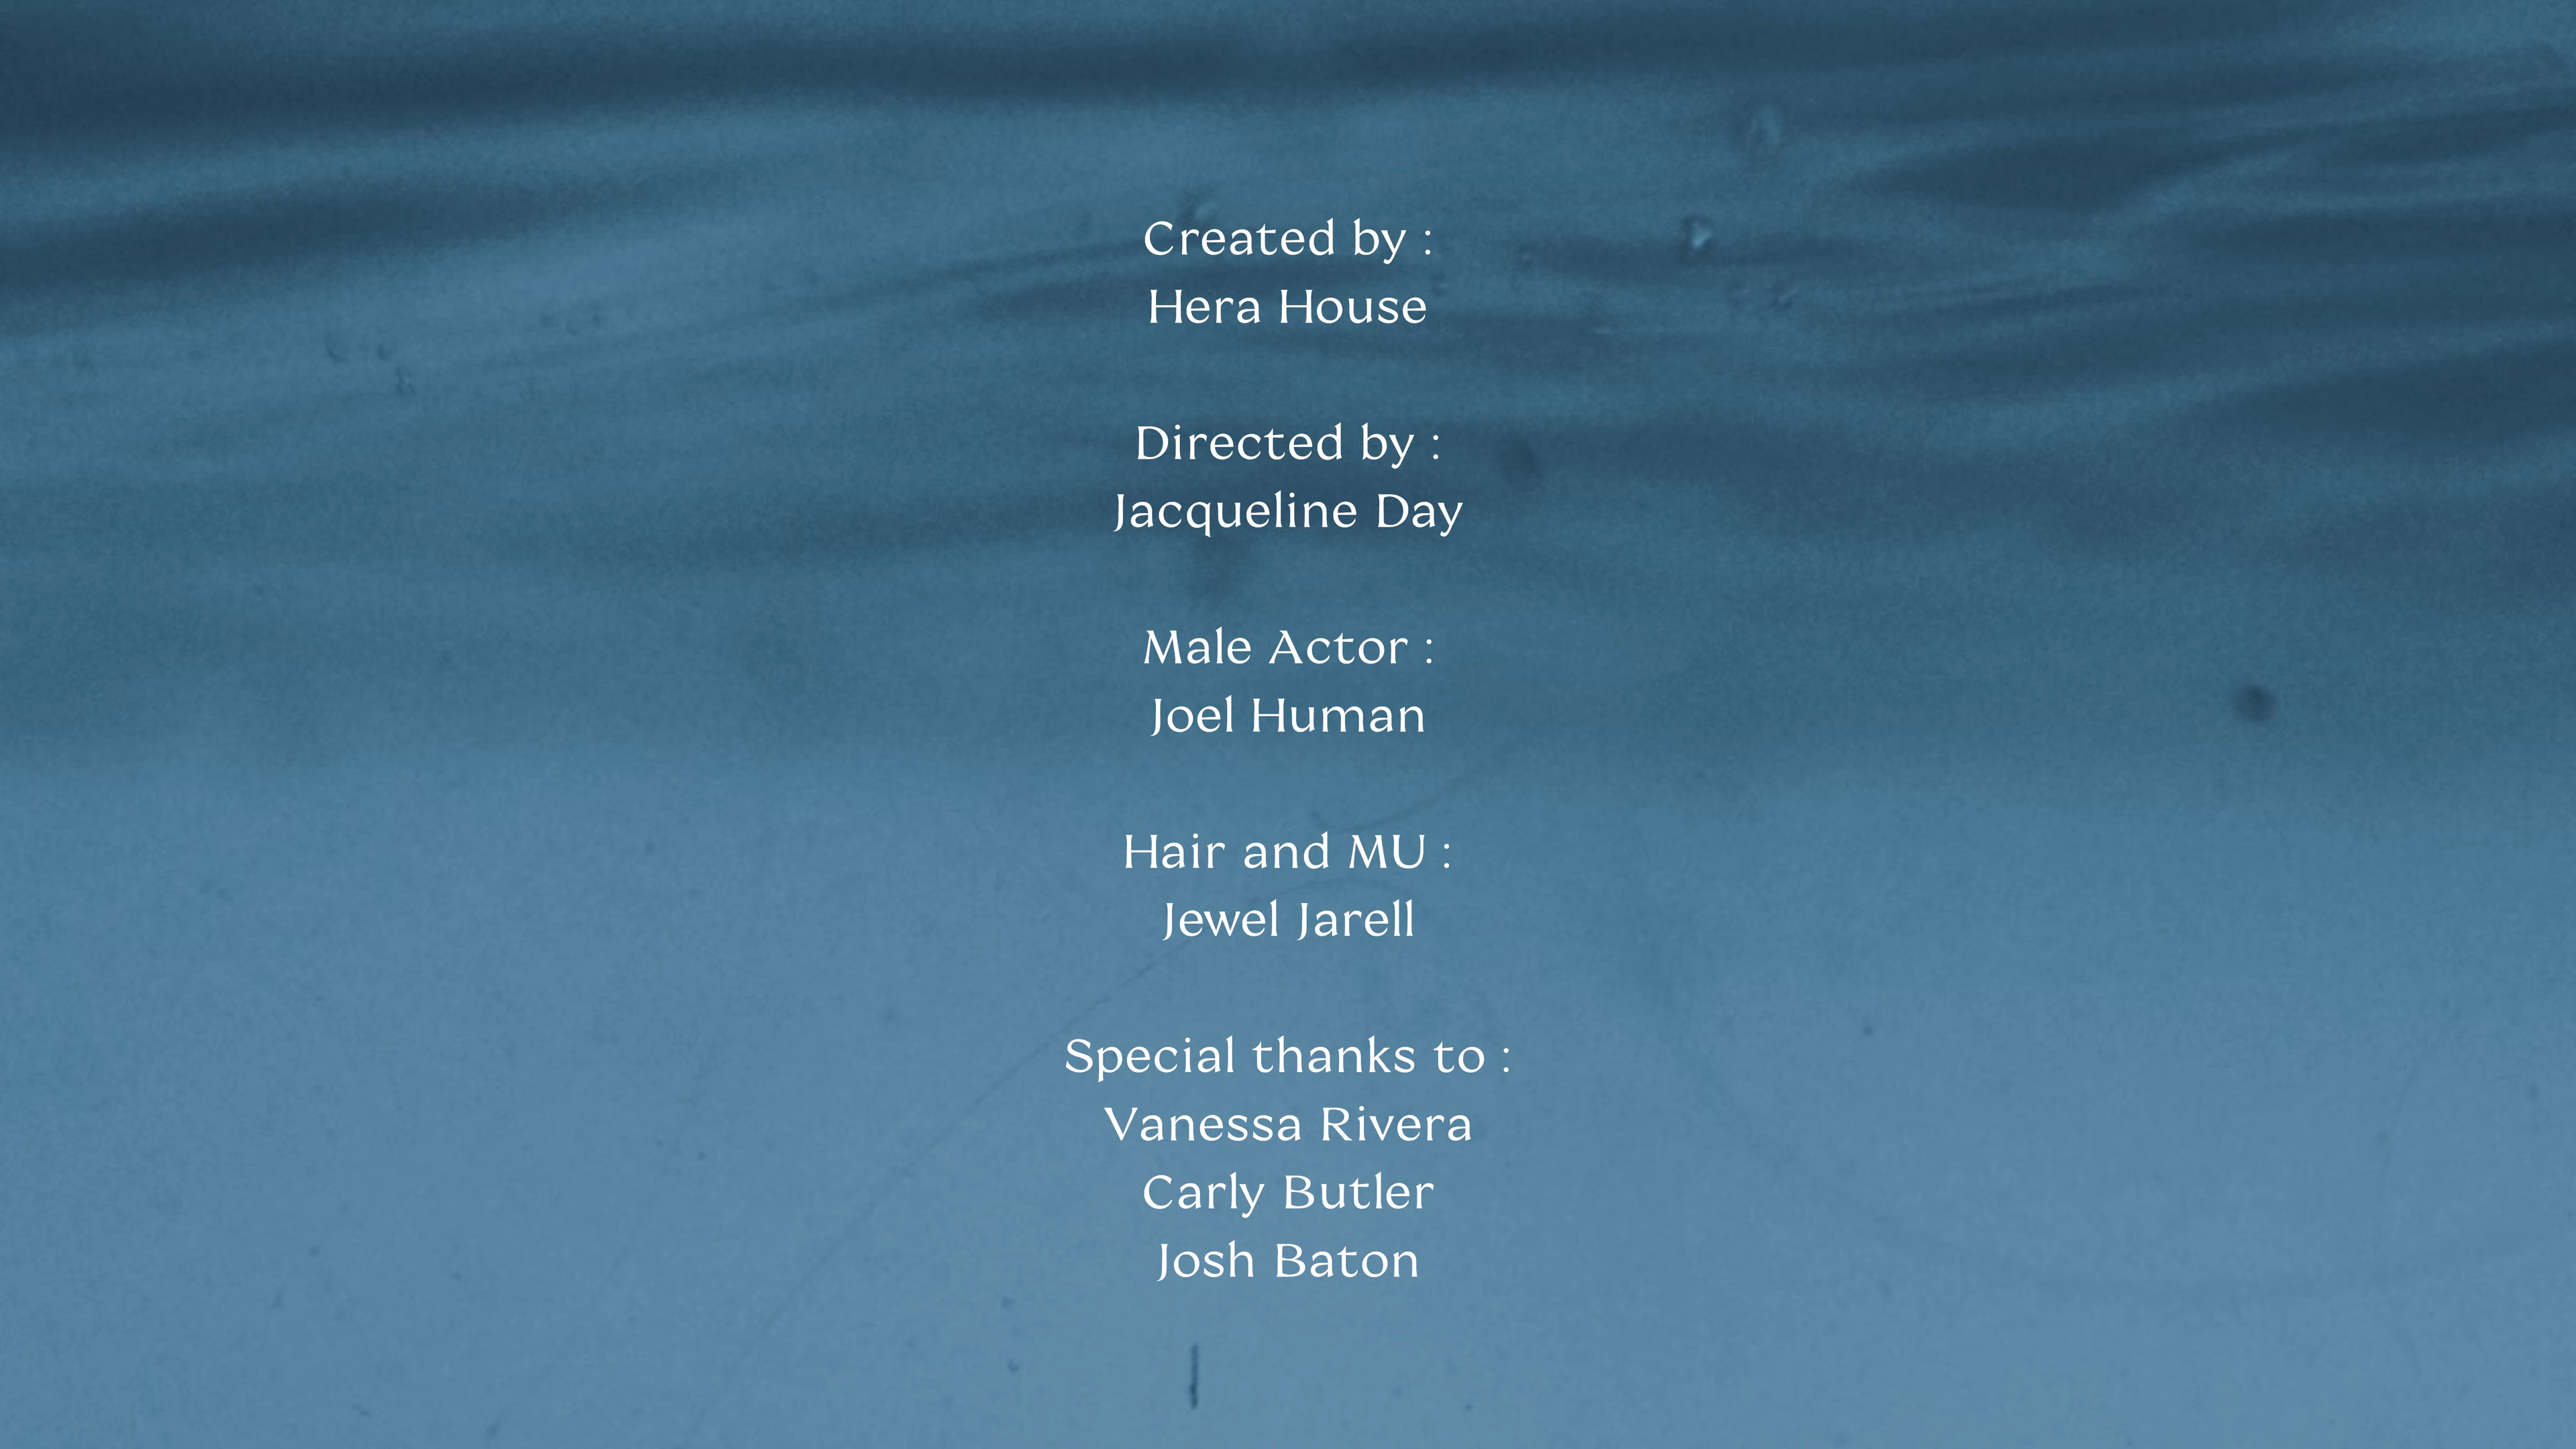 Created by :
Hera House
Directed by :
Jacqueline Day
Male Actor :
Joel Human
Hair and MU :
Jewel Jarell
Special thanks to :
Vanessa Rivera
Carly Butler
Josh Baton